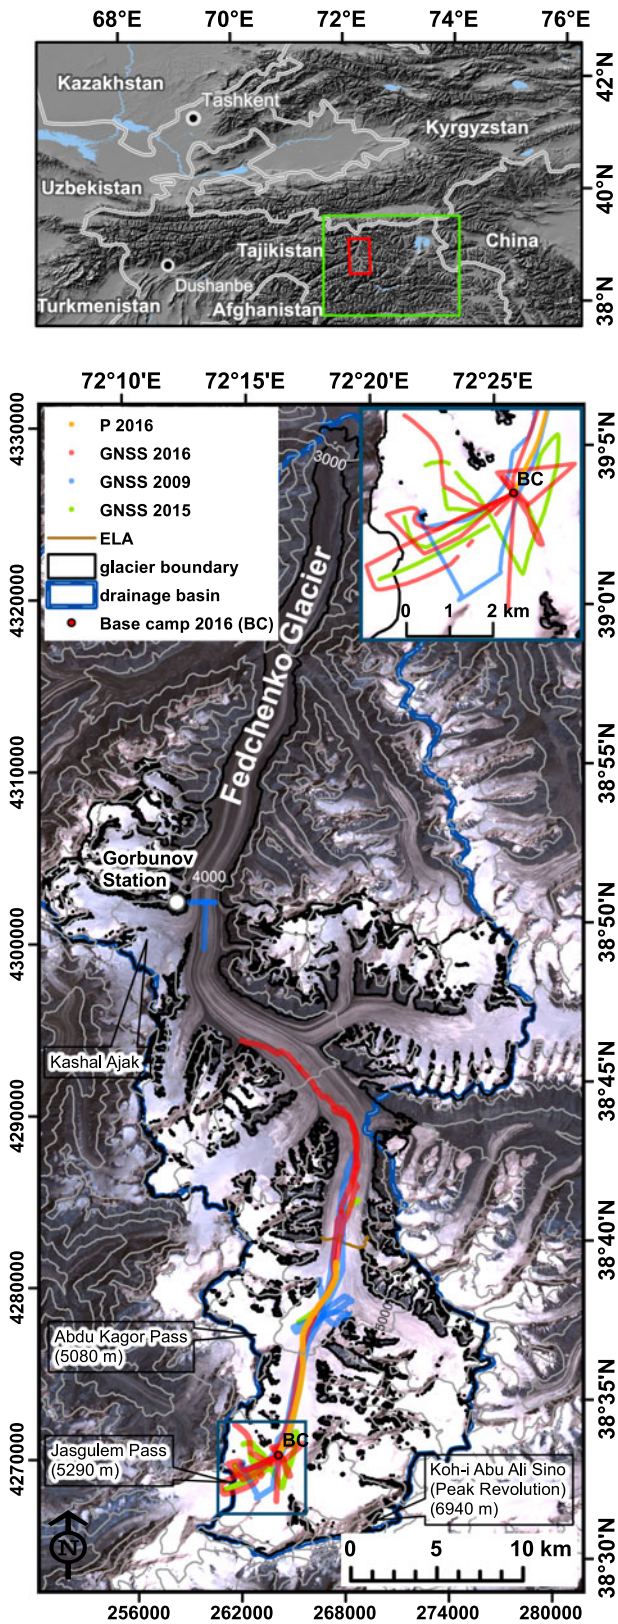 68°E 70°E 72°E 74°E 76°E
Kazakhstan
Tashkent
Kyrgyzstan
Uzbekistan
Tajikistan
China
Dushanbe
Turkmenistan
Afghanistan
42°N
40°N
38°N
72°10'E 72°15'E 72°20'E 72°25'E
P 2016
GNSS 2016
GNSS 2009
GNSS 2015
ELA
glacier boundary
drainage basin
Base camp 2016 (BC)
3000
BC
0 1 2 km
Fedchenko Glacier
Gorbunov
Station
4000
Kashal Ajak
5000
Abdu Kagor Pass
(5080 m)
BC
Jasgulem Pass
(5290 m)
Koh-i Abu Ali Sino
(Peak Revolution)
(6940 m)
N
0 5 10 km
4330000
4320000
4310000
4300000
4290000
4280000
4270000
39°5'N
39°0'N
38°55'N
38°50'N
38°45'N
38°40'N
38°35'N
38°30'N
256000 262000 268000 274000 280000